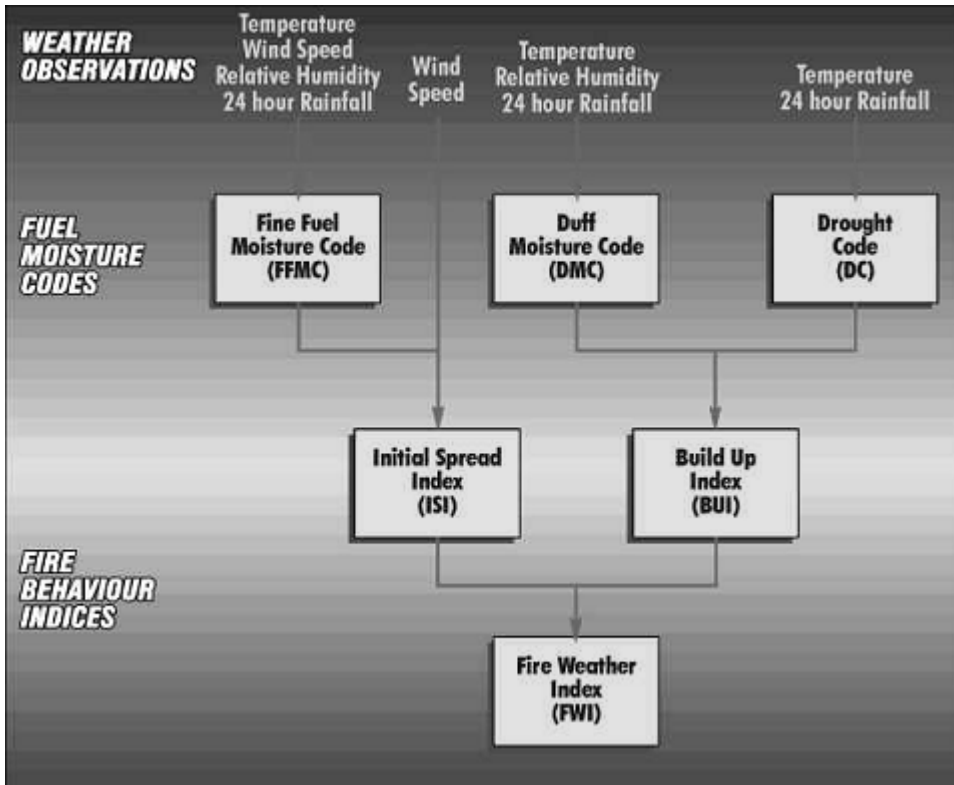 WEATHER
OBSERVATIONS
Temperature
Wind Speed
Relative Humidity
24 hour Rainfall
Wind
Speed
Temperature
Relative Humidity
24 hour Rainfall
Temperature
24 hour Rainfall
FUEL
MOISTURE
CODES
Fine Fuel
Moisture Code
(FFMC)
Duff
Moisture Code
(DMC)
Drought
Code
(DC)
Initial Spread
Index
(ISI)
Build Up
Index
(BUI)
FIRE
BEHAVIOUR
INDICES
Fire Weather
Index
(FWI)